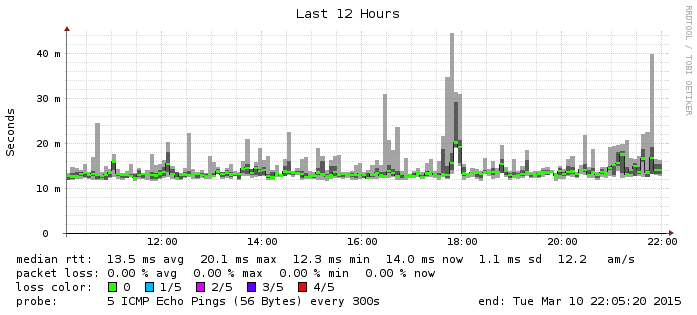 Last 12 Hours
RRDTOOL / TOBI OETIKER
Seconds
40 m
30 m
20 m
10 m
0
12:00 14:00 16:00 18:00 20:00 22:00
median rtt: 13.5 ms avg 20.1 ms max 12.3 ms min 14.0 ms now 1.1 ms sd 12.2 am/s
packet loss: 0.00 % avg 0.00 % max 0.00 % min 0.00 % now
loss color: 0 1/5 2/5 3/5 4/5
probe: 5 ICMP Echo Pings (56 Bytes) every 300s end: Tue Mar 10 22:05:20 2015